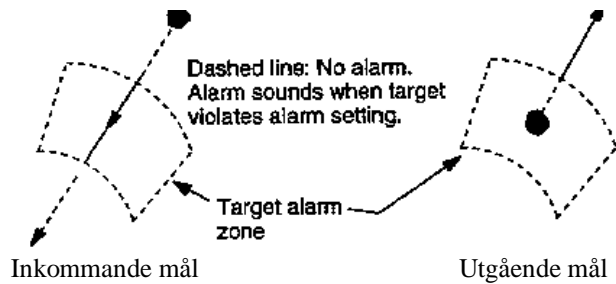 Dashed line: No alarm.
Alarm sounds when target
violates alarm setting.
Target alarm
zone
Inkommande mål
Utgående mål